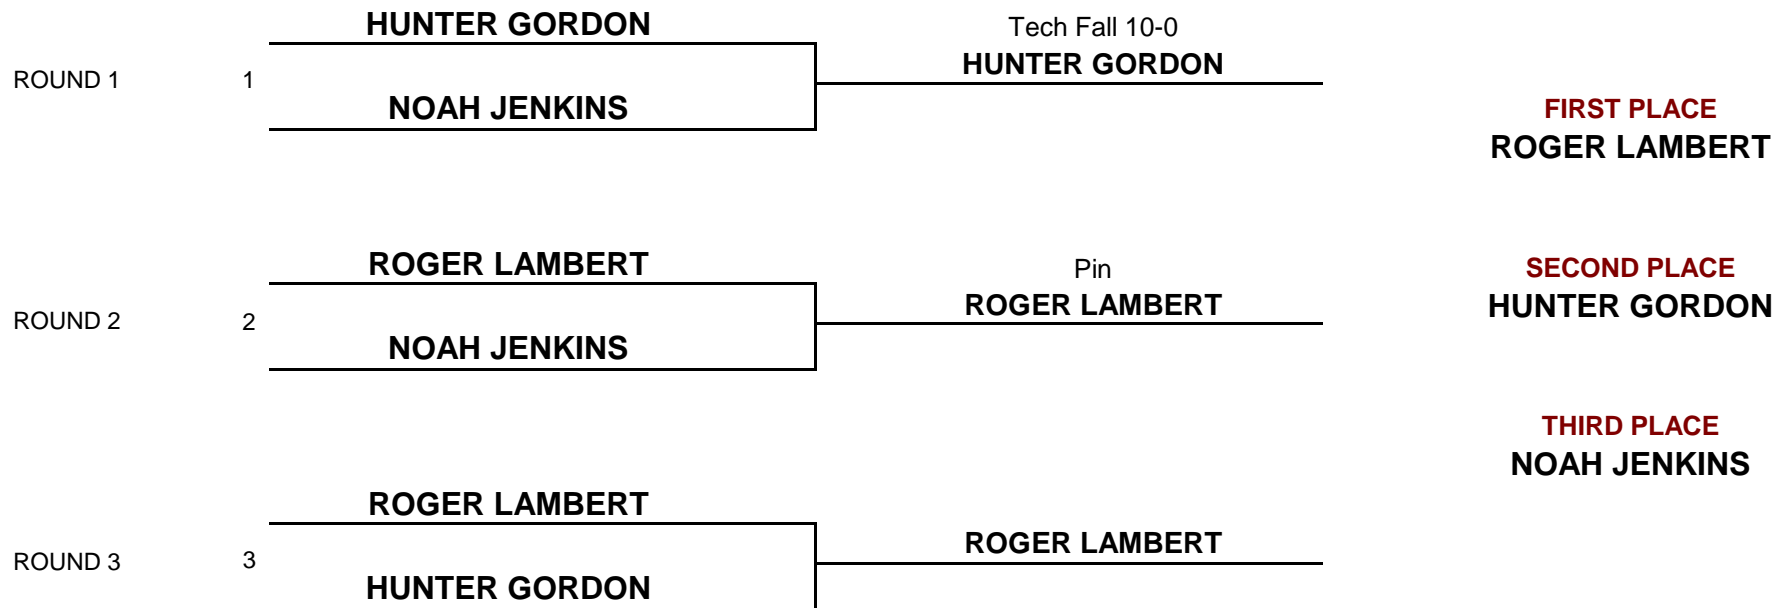 HUNTER GORDON
Tech Fall 10-0
HUNTER GORDON
ROUND 1
1
NOAH JENKINS
FIRST PLACE
ROGER LAMBERT
ROGER LAMBERT
Pin
ROGER LAMBERT
SECOND PLACE
HUNTER GORDON
ROUND 2
2
NOAH JENKINS
THIRD PLACE
NOAH JENKINS
ROGER LAMBERT
ROGER LAMBERT
ROUND 3
3
HUNTER GORDON